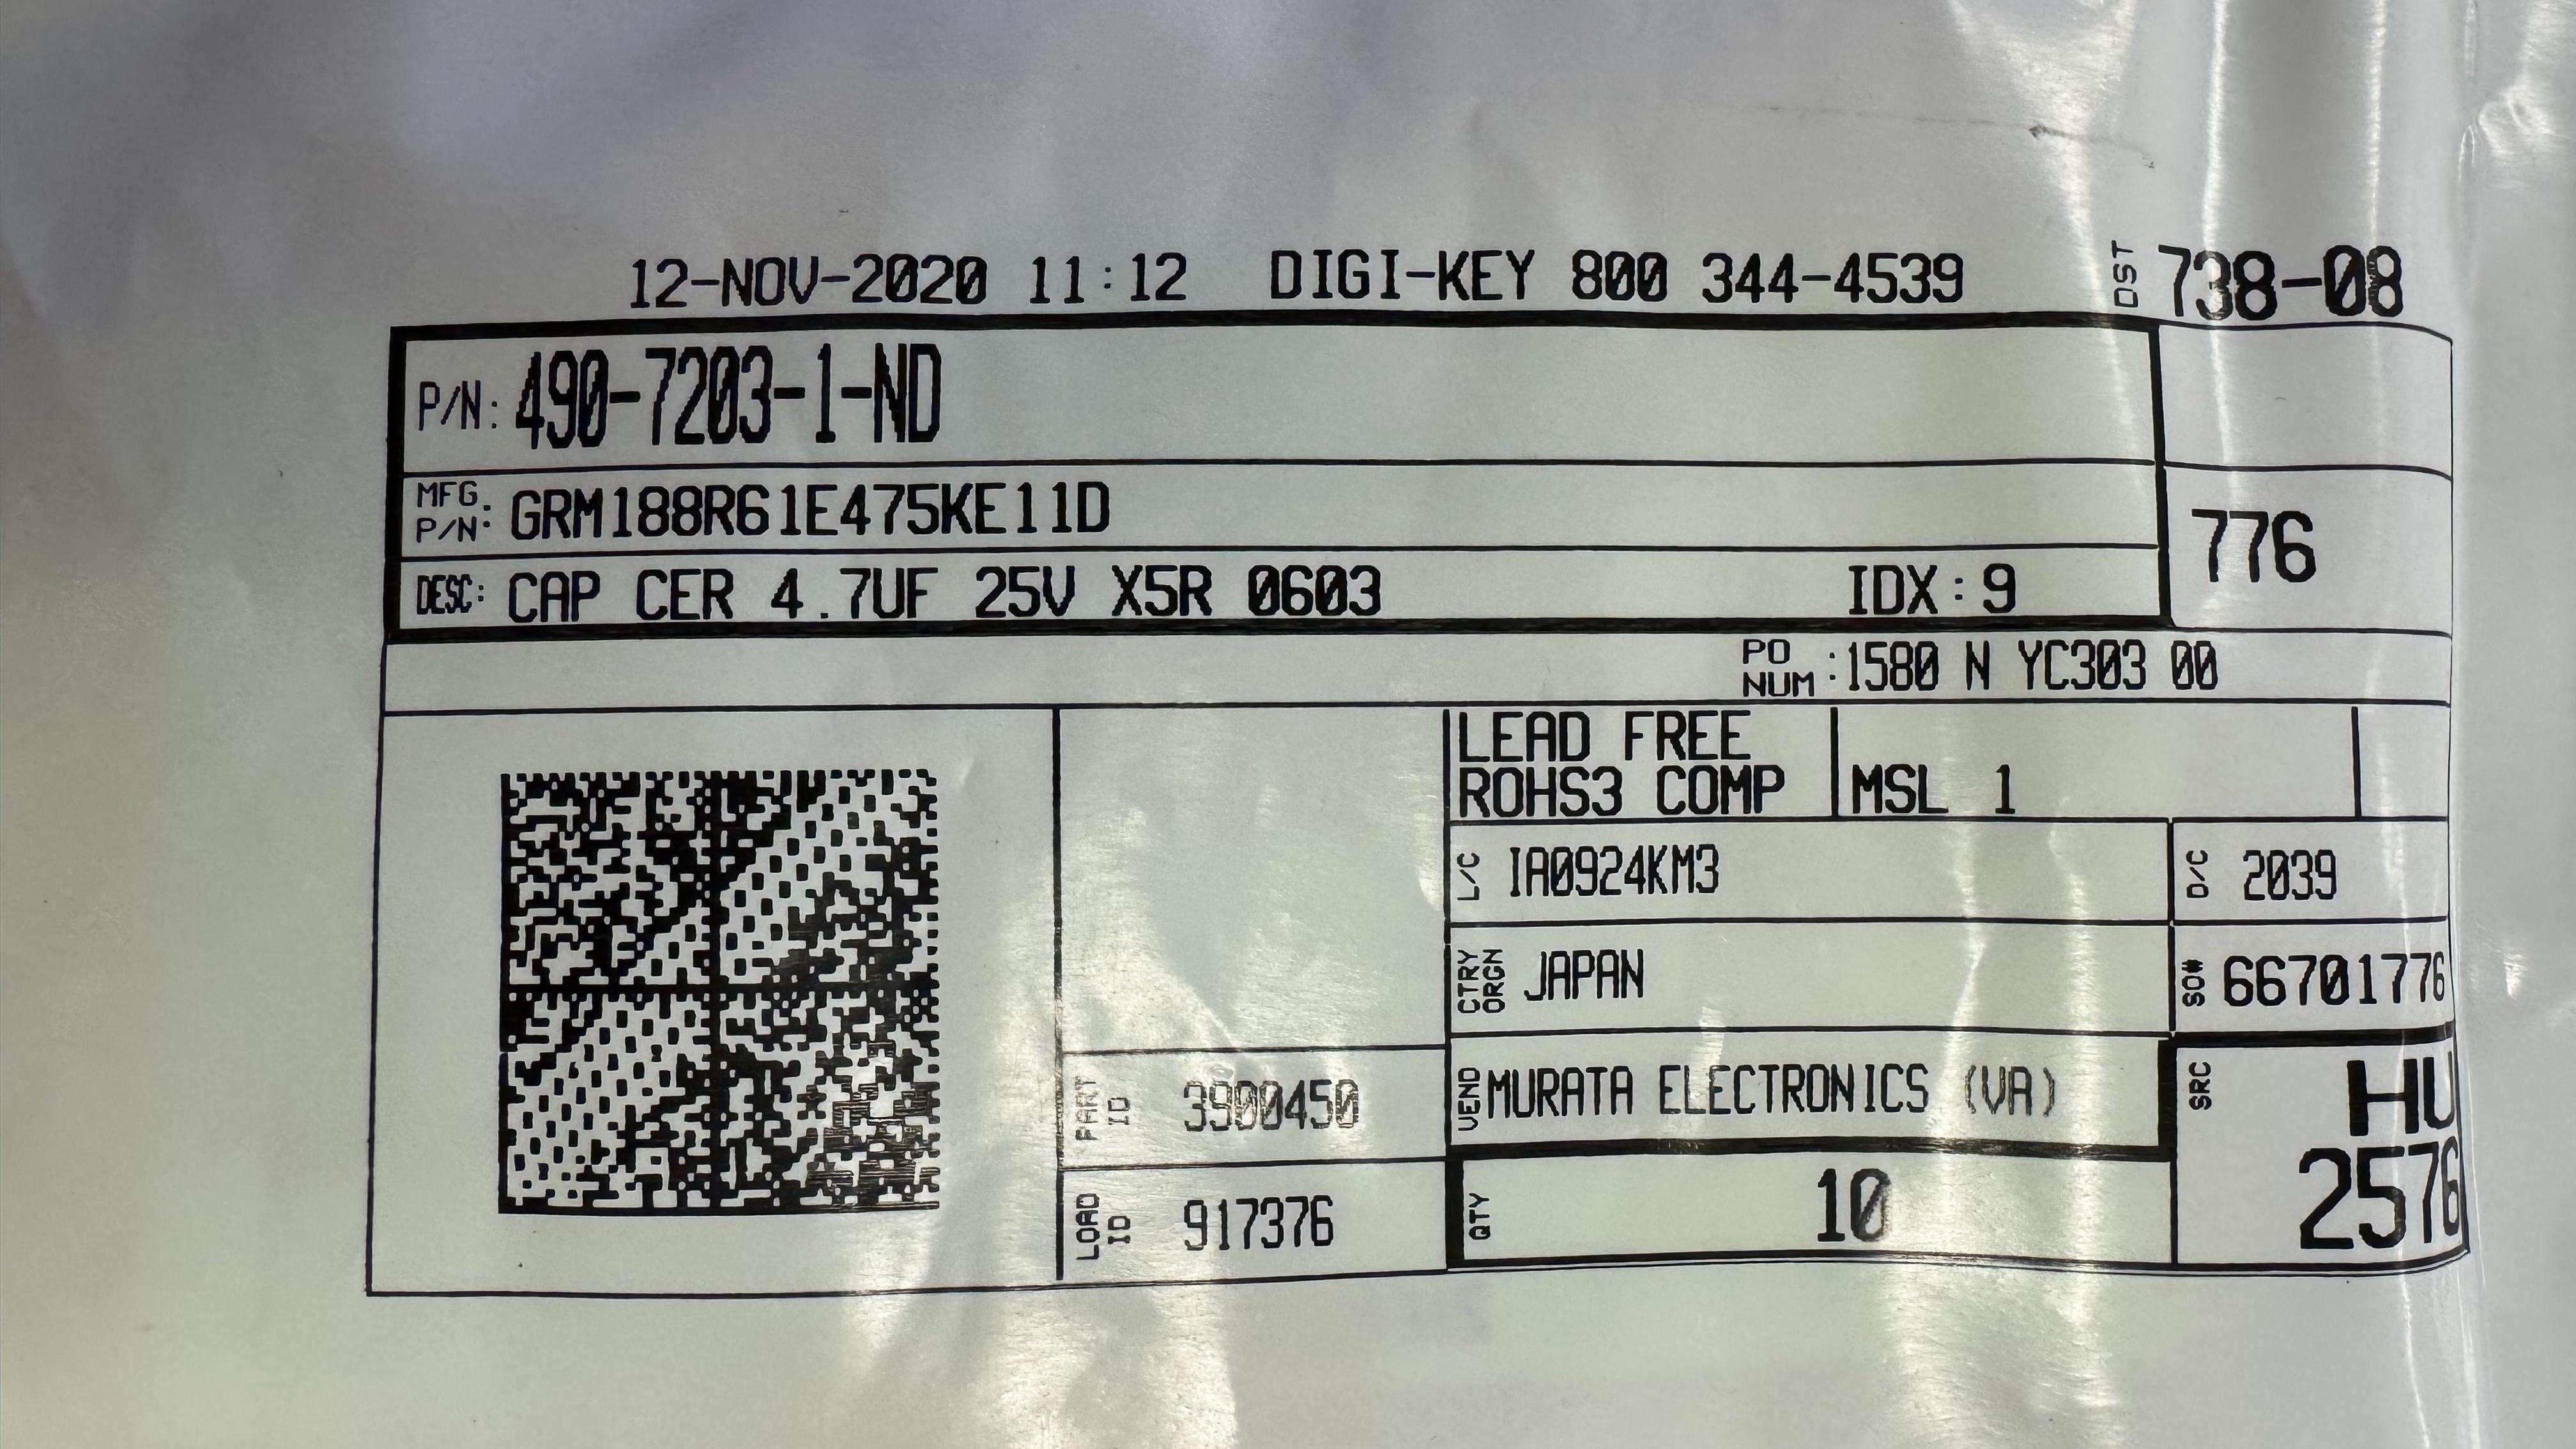 12-NOV-2020 11:12 DIGI-KEY 800 344-4539 DST 738-08
P/N: 490-7203-1-ND
MFG. P/N: GRM188R61E475KE11D
776
DESC: CAP CER 4.7UF 25V X5R 0603 IDX:9
PO NUM :1580 N YC303 00
LEAD FREE
ROHS3 COMP
MSL 1
L/C IA0924KM3
D/C 2039
CTRY ORGN JAPAN
SO# 66701776
PART ID 3900450
VEND MURATA ELECTRONICS (VA)
SRC HU
2576
LOAD ID 917376
QTY 10